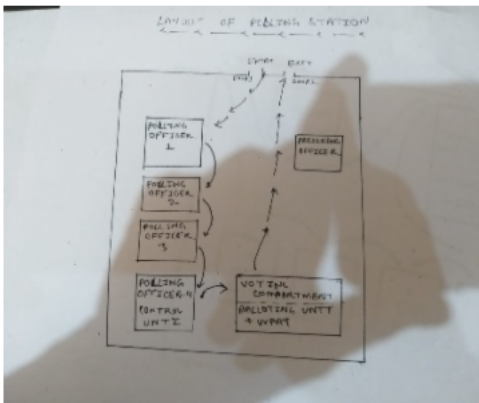 LAYOUT OF POLLING STATION
ENTRY EXIT
DOOR
POLLING
OFFICER
1
PRESIDING
OFFICER
POLLING
OFFICER
2
POLLING
OFFICER
3
POLLING
OFFICER-4
CONTROL
UNIT
VOTING
COMPARTMENT
BALLOTING UNIT
+ VVPAT